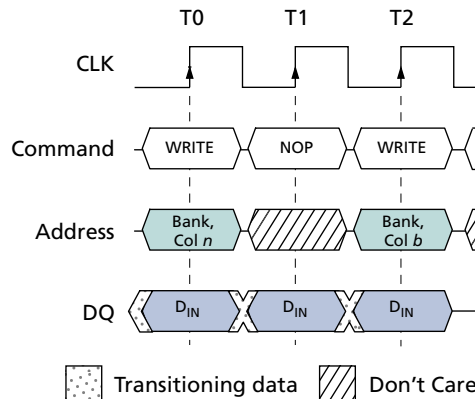 T0 T1 T2
CLK
Command WRITE NOP WRITE
Address Bank, Col n Bank, Col b
DQ DIN DIN DIN
Transitioning data Don't Care